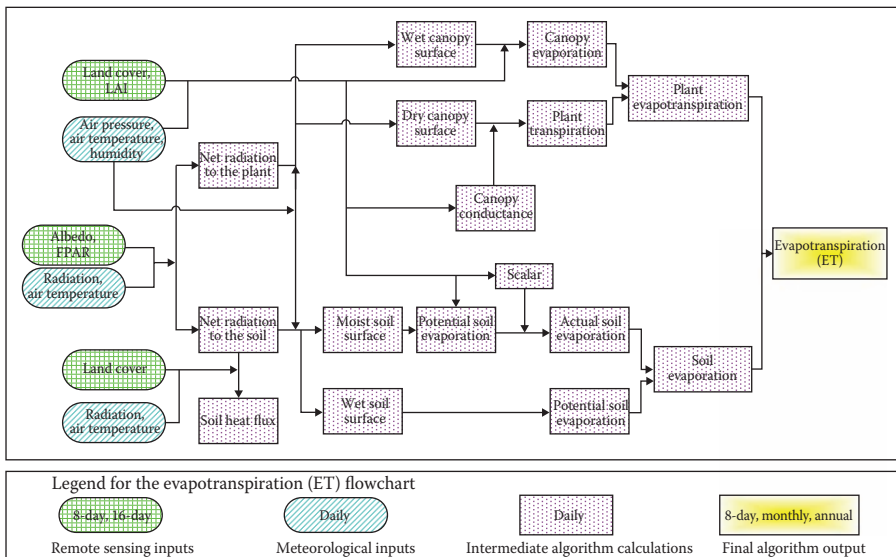 Wet canopy
surface
Canopy
evaporation
Land cover,
LAI
Plant
evapotranspiration
Air pressure,
air temperature,
humidity
Dry canopy
surface
Plant
transpiration
Net radiation
to the plant
Canopy
conductance
Albedo,
FPAR
Evapotranspiration
(ET)
Radiation,
air temperature
Scalar
Net radiation
to the soil
Moist soil
surface
Potential soil
evaporation
Actual soil
evaporation
Land cover
Soil
evaporation
Radiation,
air temperature
Soil heat flux
Wet soil
surface
Potential soil
evaporation
Legend for the evapotranspiration (ET) flowchart
8-day, 16-day
Daily
Daily
8-day, monthly, annual
Remote sensing inputs
Meteorological inputs
Intermediate algorithm calculations
Final algorithm output